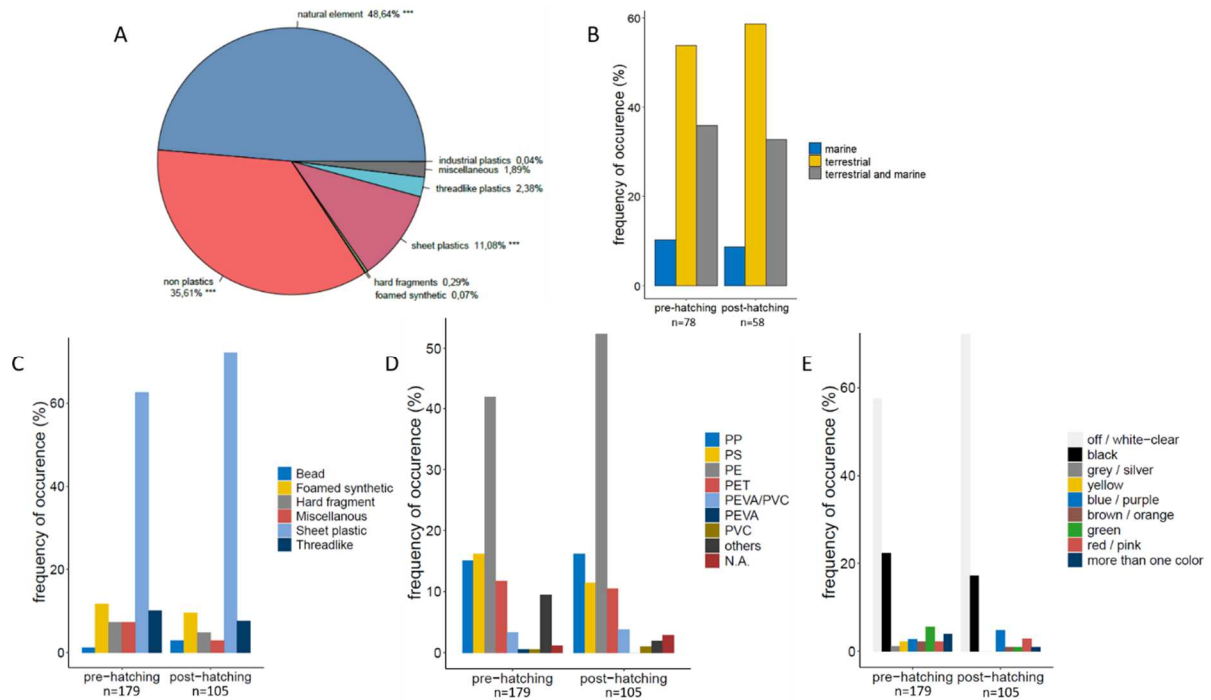 A
natural element 48,64% ***
industrial plastics 0,04%
miscellaneous 1,89%
threadlike plastics 2,38%
sheet plastics 11,08% ***
hard fragments 0,29%
foamed synthetic 0,07%
non plastics
35,61% ***
B
frequency of occurence (%)
60
40
20
0
pre-hatching
n=78
post-hatching
n=58
marine
terrestrial
terrestrial and marine
C
frequency of occurence (%)
60
40
20
0
pre-hatching
n=179
post-hatching
n=105
Bead
Foamed synthetic
Hard fragment
Miscellanous
Sheet plastic
Threadlike
D
frequency of occurence (%)
50
40
30
20
10
0
pre-hatching
n=179
post-hatching
n=105
PP
PS
PE
PET
PEVA/PVC
PEVA
PVC
others
N.A.
E
frequency of occurence (%)
60
40
20
0
pre-hatching
n=179
post-hatching
n=105
off / white-clear
black
grey / silver
yellow
blue / purple
brown / orange
green
red / pink
more than one color